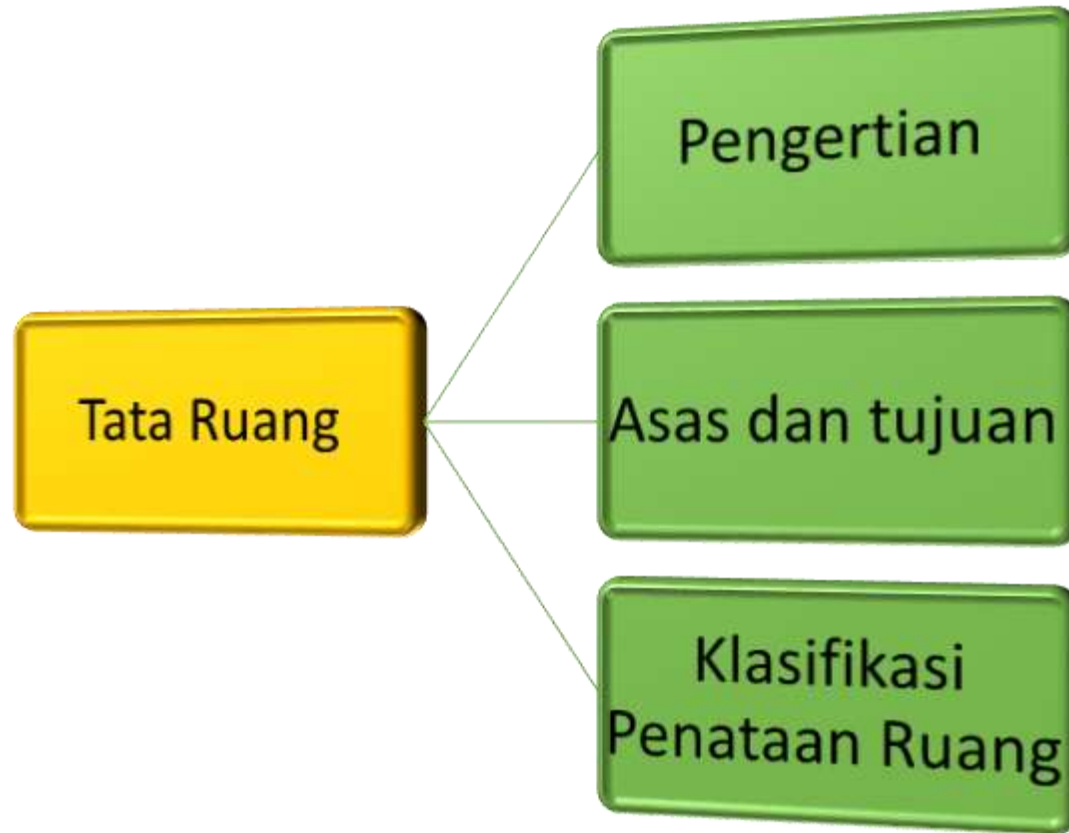 Tata Ruang
Pengertian
Asas dan tujuan
Klasifikasi
Penataan Ruang